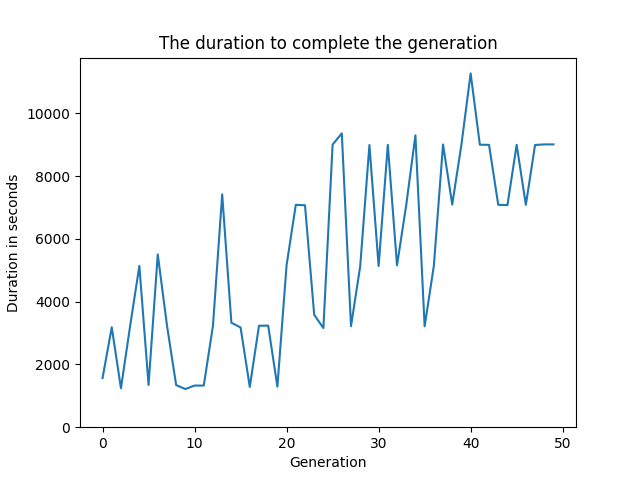 The duration to complete the generation
Duration in seconds
10000
8000
6000
4000
2000
0
0 10 20 30 40 50
Generation